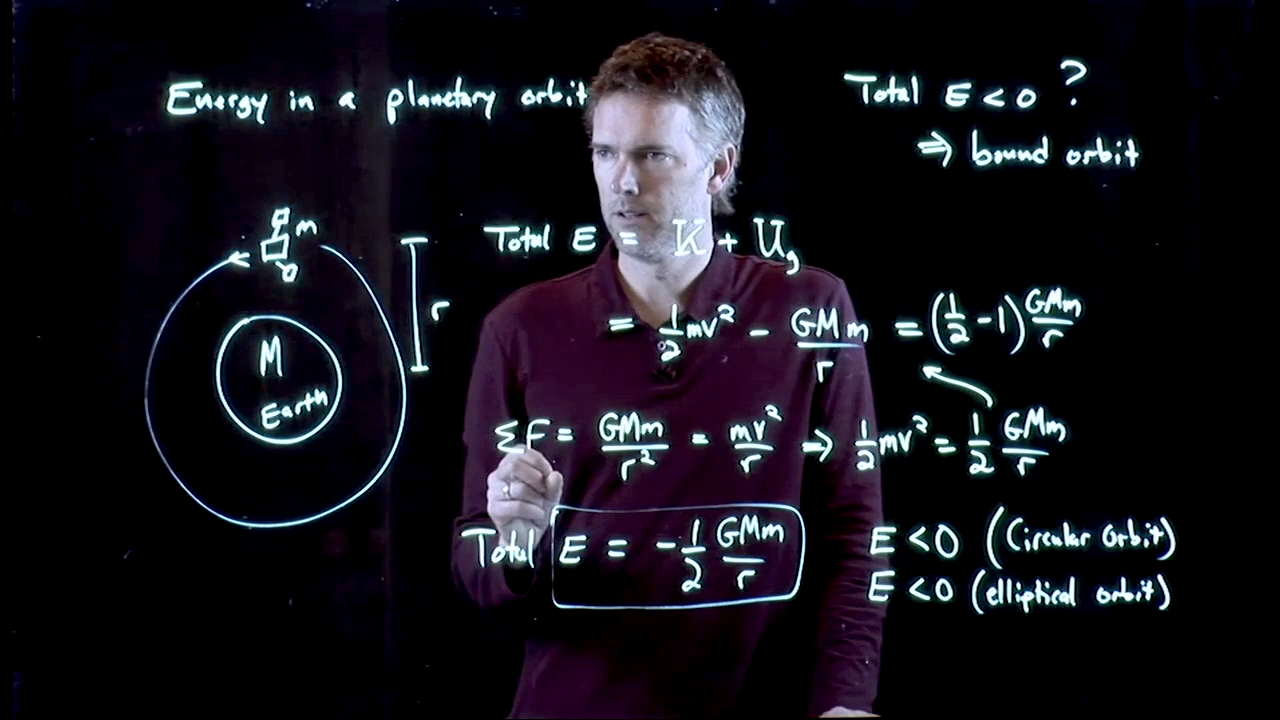 Energy in a planetary orbit
Total E < 0 ?
⇒ bound orbit
m
r
M
Earth
Total E = K + Ug
= 1/2 mv² - GMm/r = (1/2 - 1) GMm/r
ΣF = GMm/r² = mv²/r ⇒ 1/2 mv² = 1/2 GMm/r
Total E = -1/2 GMm/r
E < 0 (Circular orbit)
E < 0 (elliptical orbit)